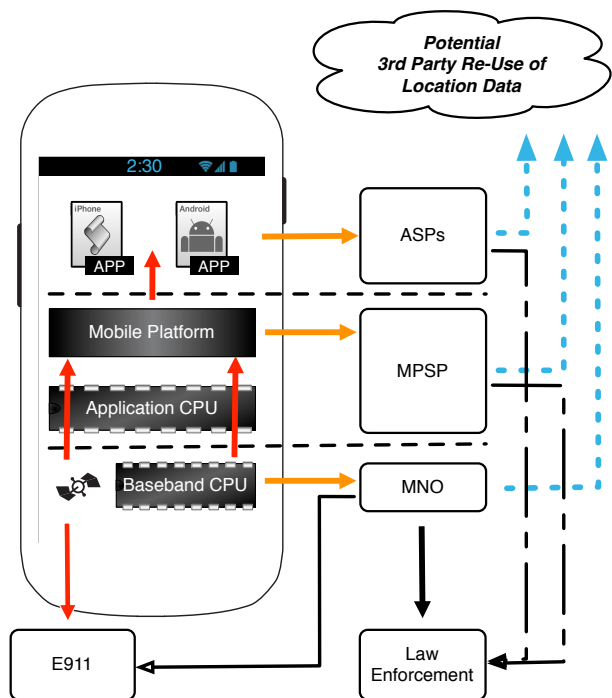 Potential
3rd Party Re-Use of
Location Data
2:30
iPhone
APP
Android
APP
ASPs
Mobile Platform
MPSP
Application CPU
Baseband CPU
MNO
E911
Law
Enforcement